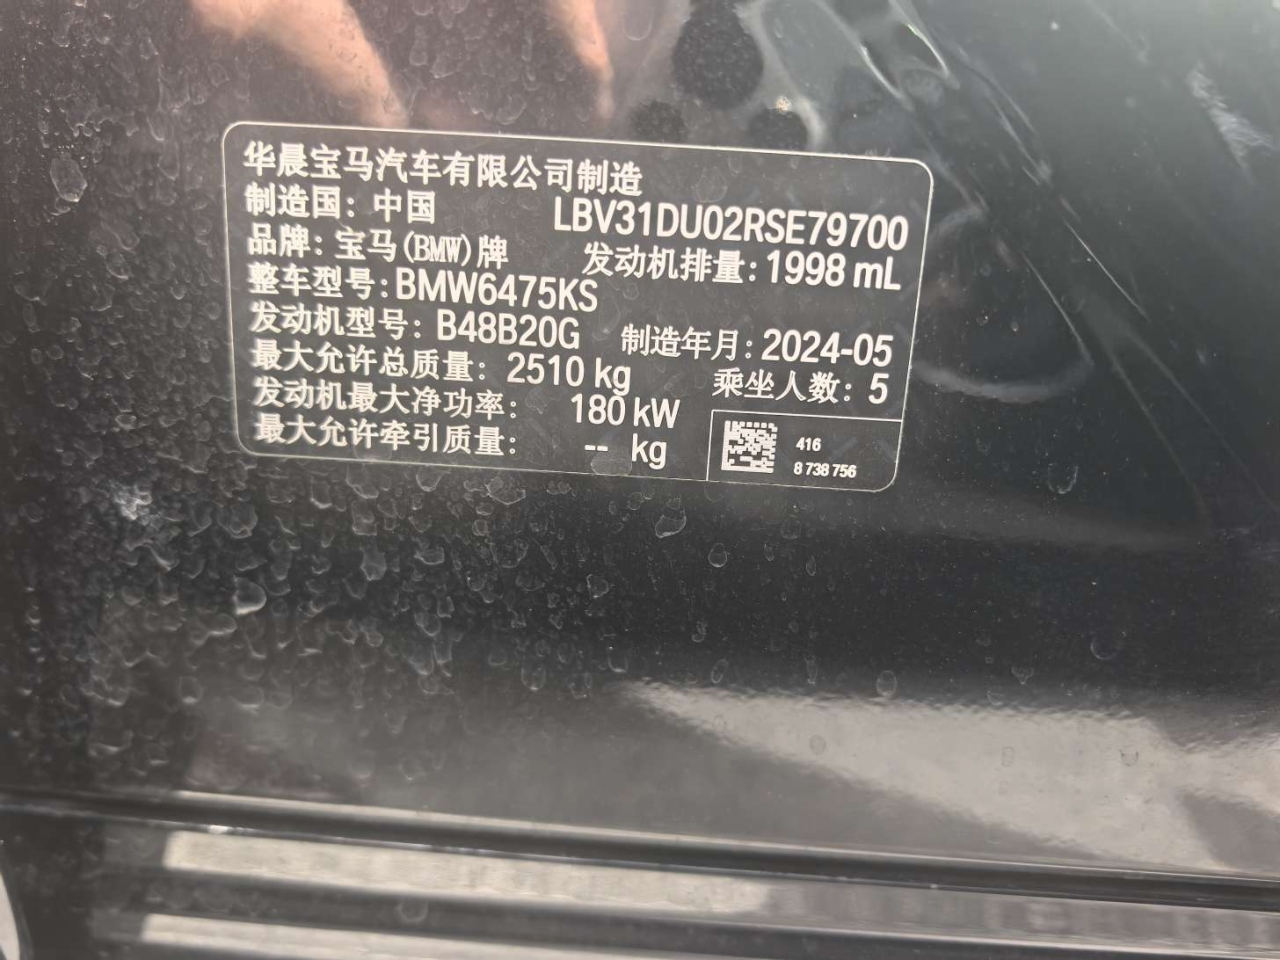 华晨宝马汽车有限公司制造
制造国：中国 LBV31DU02RSE79700
品牌：宝马(BMW)牌 发动机排量：1998 mL
整车型号：BMW6475KS
发动机型号：B48B20G 制造年月：2024-05
最大允许总质量：2510 kg 乘坐人数：5
发动机最大净功率：180 kW
最大允许牵引质量：-- kg
416
8 738 756